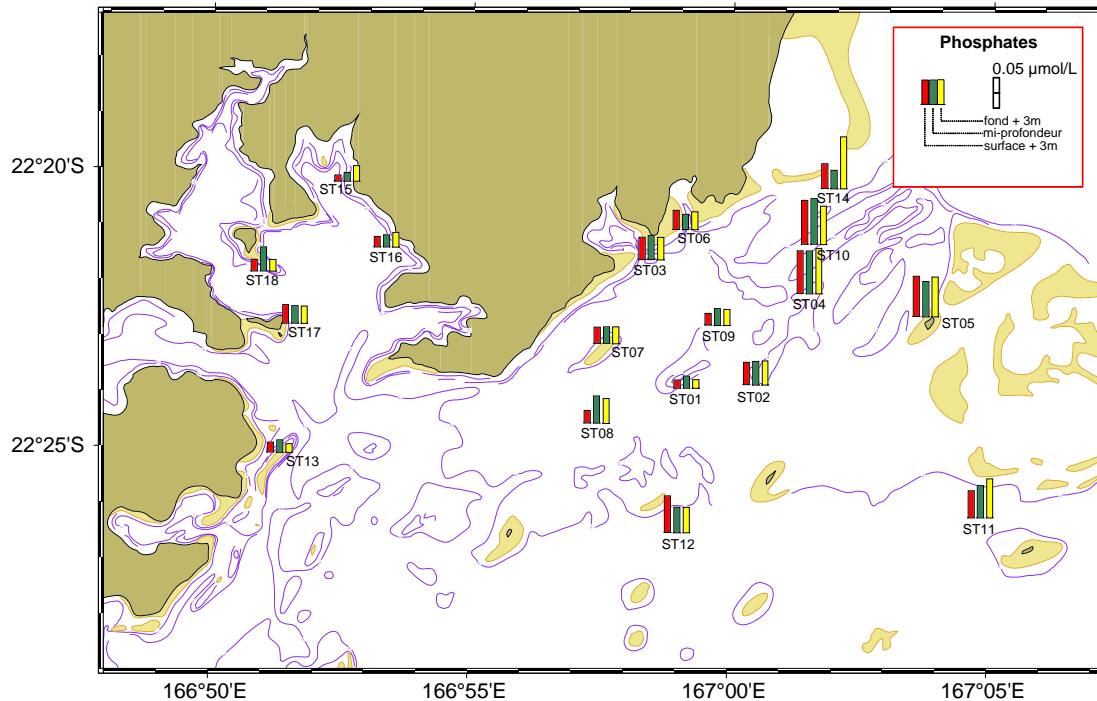 Phosphates
0.05 µmol/L
fond + 3m
mi-profondeur
surface + 3m
22°20'S
22°25'S
ST15
ST14
ST06
ST16
ST10
ST03
ST18
ST04
ST05
ST17
ST09
ST07
ST01
ST02
ST08
ST13
ST11
ST12
166°50'E
166°55'E
167°00'E
167°05'E